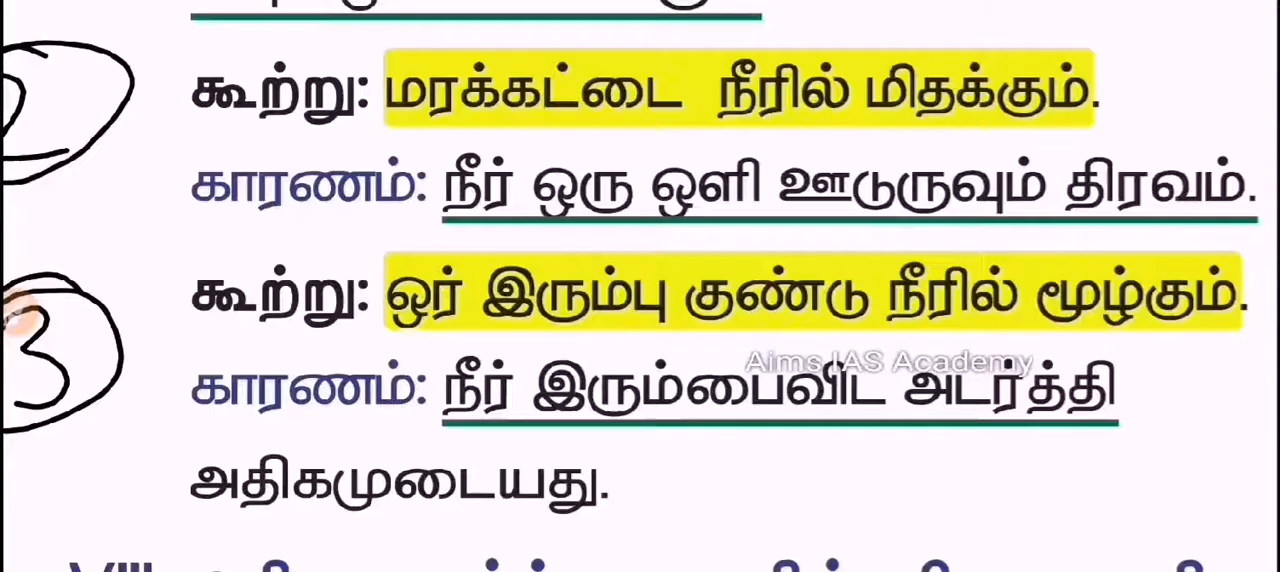 கூற்று: மரக்கட்டை நீரில் மிதக்கும்.
காரணம்: நீர் ஒரு ஒளி ஊடுருவும் திரவம்.
கூற்று: ஓர் இரும்பு குண்டு நீரில் மூழ்கும்.
3
Aims IAS Academy
காரணம்: நீர் இரும்பைவிட அடர்த்தி
அதிகமுடையது.